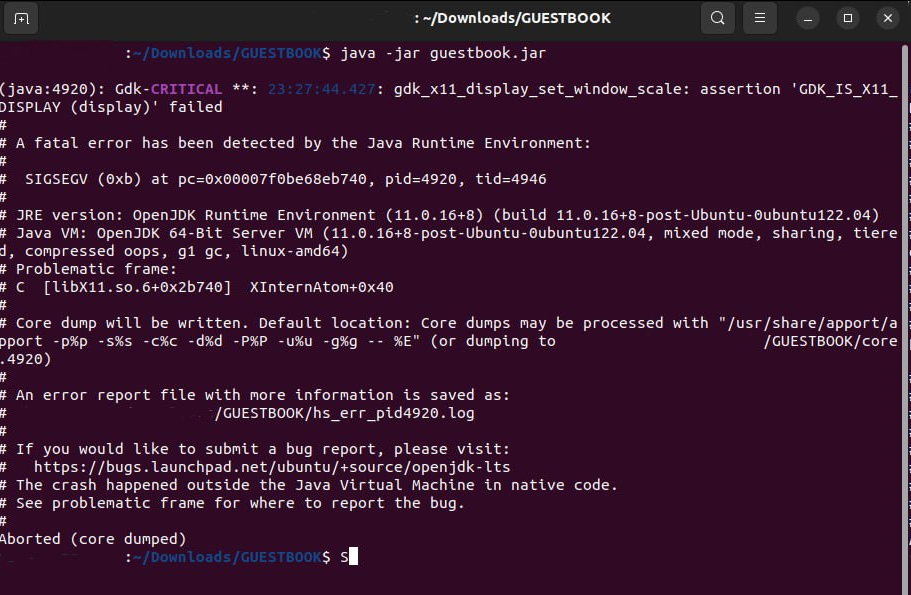 : ~/Downloads/GUESTBOOK
:~/Downloads/GUESTBOOK$ java -jar guestbook.jar
(java:4920): Gdk-CRITICAL **: 23:27:44.427: gdk_x11_display_set_window_scale: assertion 'GDK_IS_X11_
DISPLAY (display)' failed
#
# A fatal error has been detected by the Java Runtime Environment:
#
#  SIGSEGV (0xb) at pc=0x00007f0be68eb740, pid=4920, tid=4946
#
# JRE version: OpenJDK Runtime Environment (11.0.16+8) (build 11.0.16+8-post-Ubuntu-0ubuntu122.04)
# Java VM: OpenJDK 64-Bit Server VM (11.0.16+8-post-Ubuntu-0ubuntu122.04, mixed mode, sharing, tiere
d, compressed oops, g1 gc, linux-amd64)
# Problematic frame:
# C  [libX11.so.6+0x2b740]  XInternAtom+0x40
#
# Core dump will be written. Default location: Core dumps may be processed with "/usr/share/apport/a
pport -p%p -s%s -c%c -d%d -P%P -u%u -g%g -- %E" (or dumping to /GUESTBOOK/core
.4920)
#
# An error report file with more information is saved as:
# /GUESTBOOK/hs_err_pid4920.log
#
# If you would like to submit a bug report, please visit:
#   https://bugs.launchpad.net/ubuntu/+source/openjdk-lts
# The crash happened outside the Java Virtual Machine in native code.
# See problematic frame for where to report the bug.
#
Aborted (core dumped)
:~/Downloads/GUESTBOOK$ S